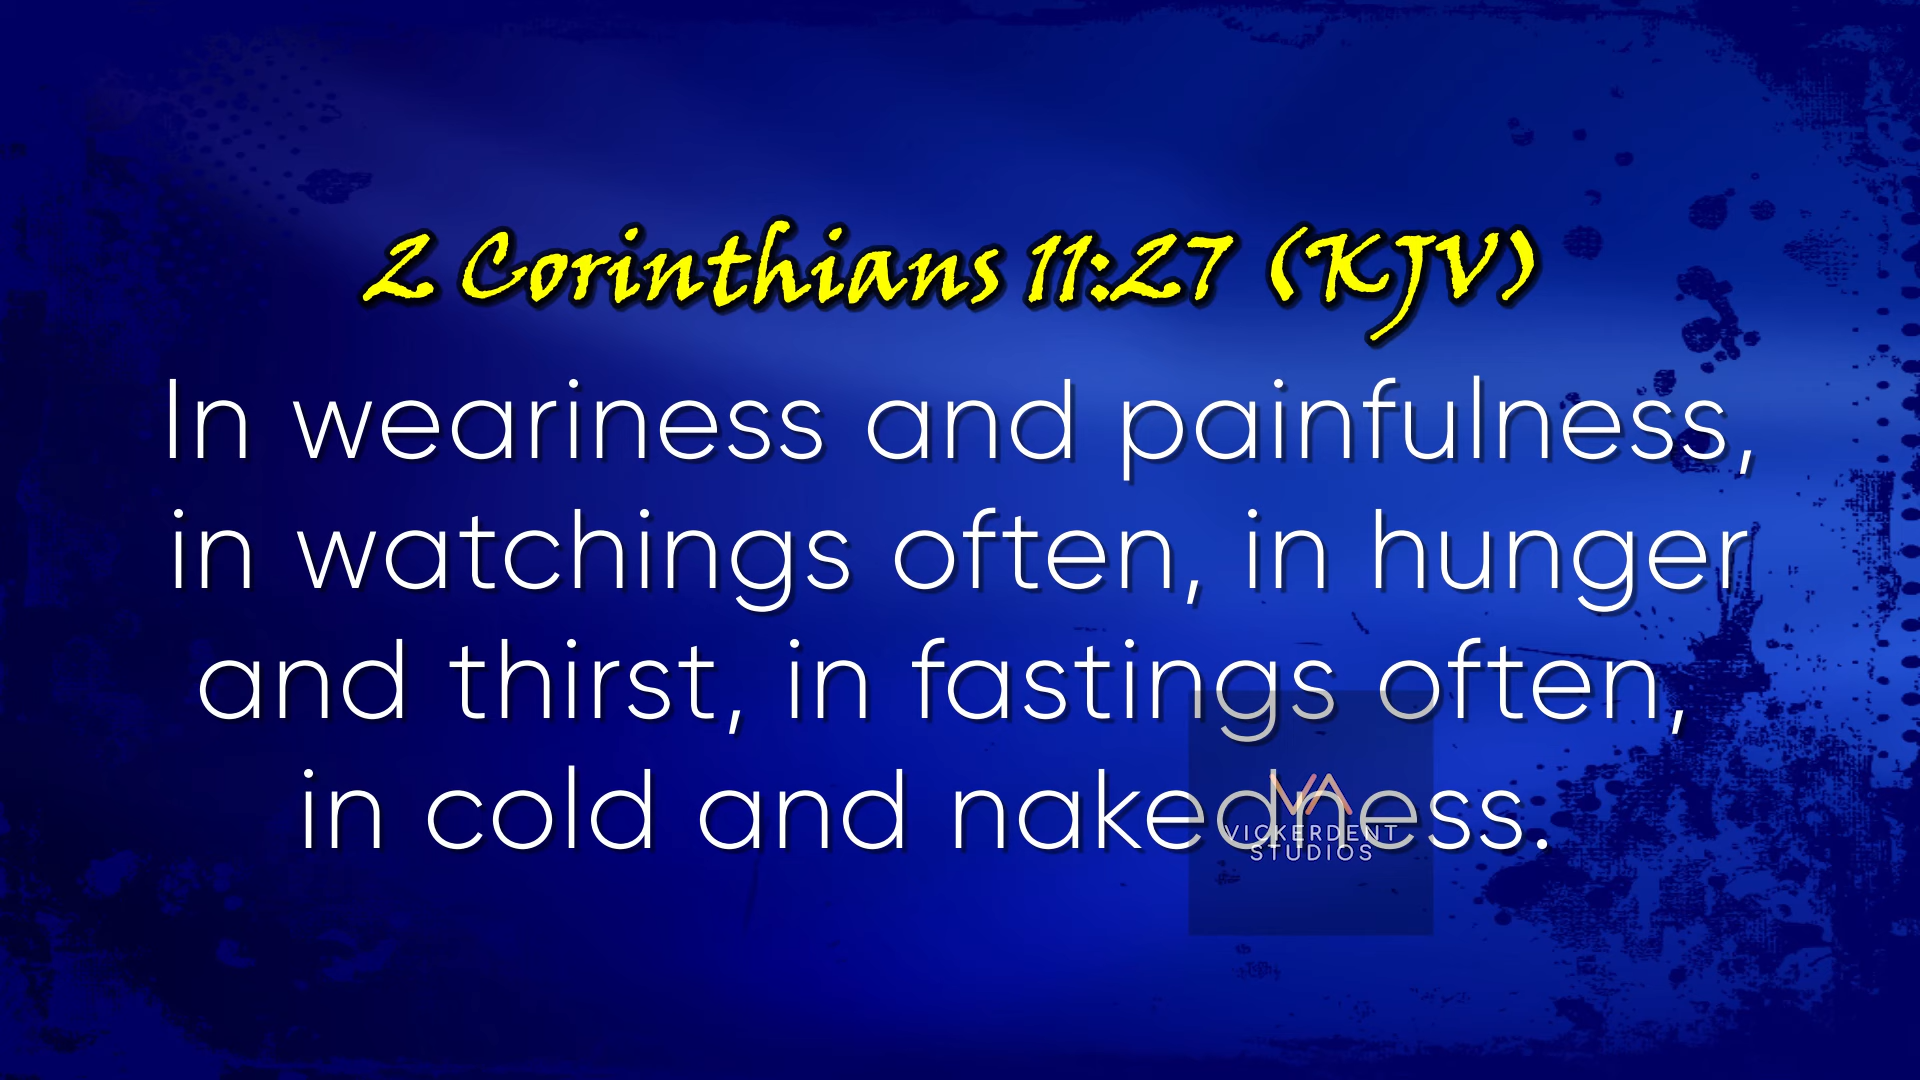 2 Corinthians 11:27 (KJV)
In weariness and painfulness,
in watchings often, in hunger
and thirst, in fastings often,
in cold and nakedness.
VICKERDENT
STUDIOS